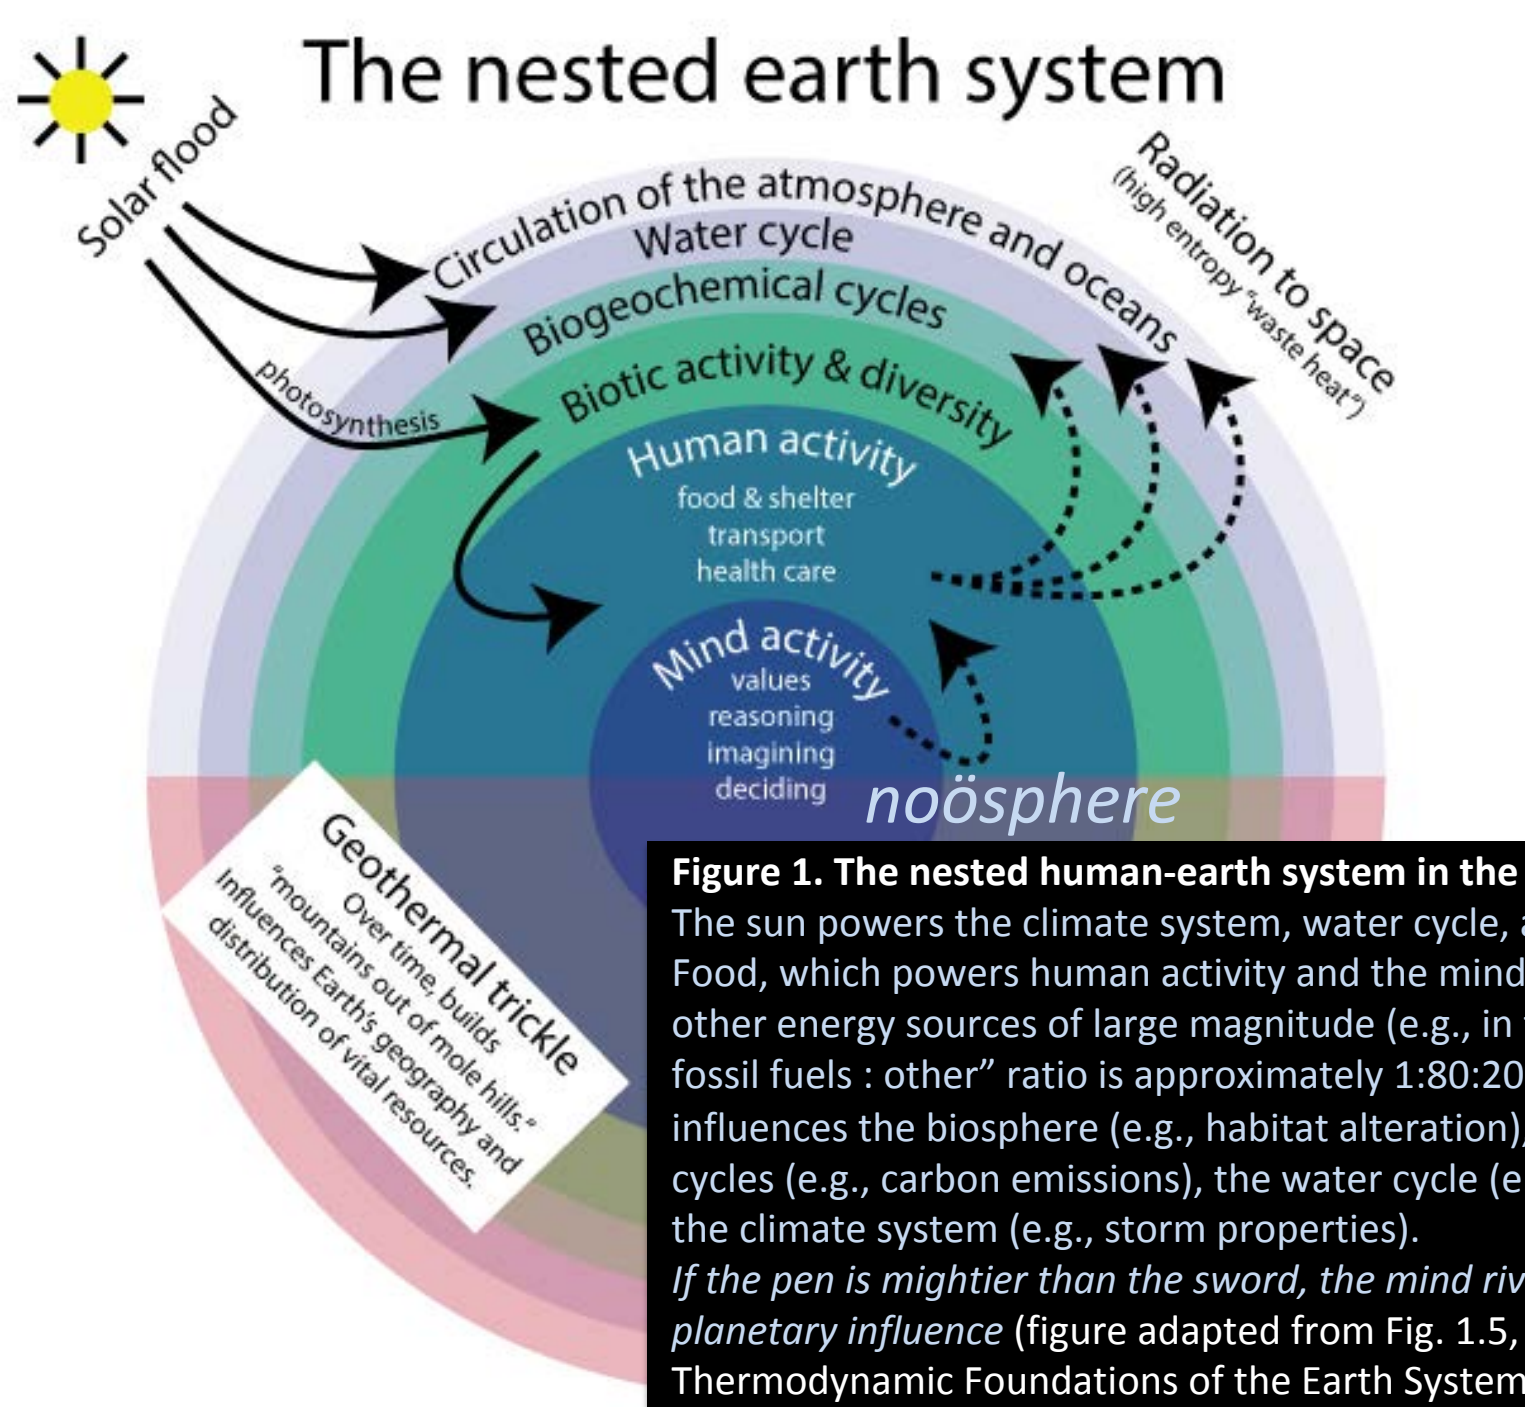 The nested earth system
Solar flood
Radiation to space
(high entropy "waste heat")
Circulation of the atmosphere and oceans
Water cycle
Biogeochemical cycles
photosynthesis
Biotic activity & diversity
Human activity
food & shelter
transport
health care
Mind activity
values
reasoning
imagining
deciding
noösphere
Geothermal trickle
Over time, builds
"mountains out of mole hills."
Influences Earth's geography and
distribution of vital resources.
Figure 1. The nested human-earth system in the
The sun powers the climate system, water cycle,
Food, which powers human activity and the mind
other energy sources of large magnitude (e.g., in
fossil fuels : other" ratio is approximately 1:80:20
influences the biosphere (e.g., habitat alteration),
cycles (e.g., carbon emissions), the water cycle (e
the climate system (e.g., storm properties).
If the pen is mightier than the sword, the mind riv
planetary influence (figure adapted from Fig. 1.5,
Thermodynamic Foundations of the Earth System